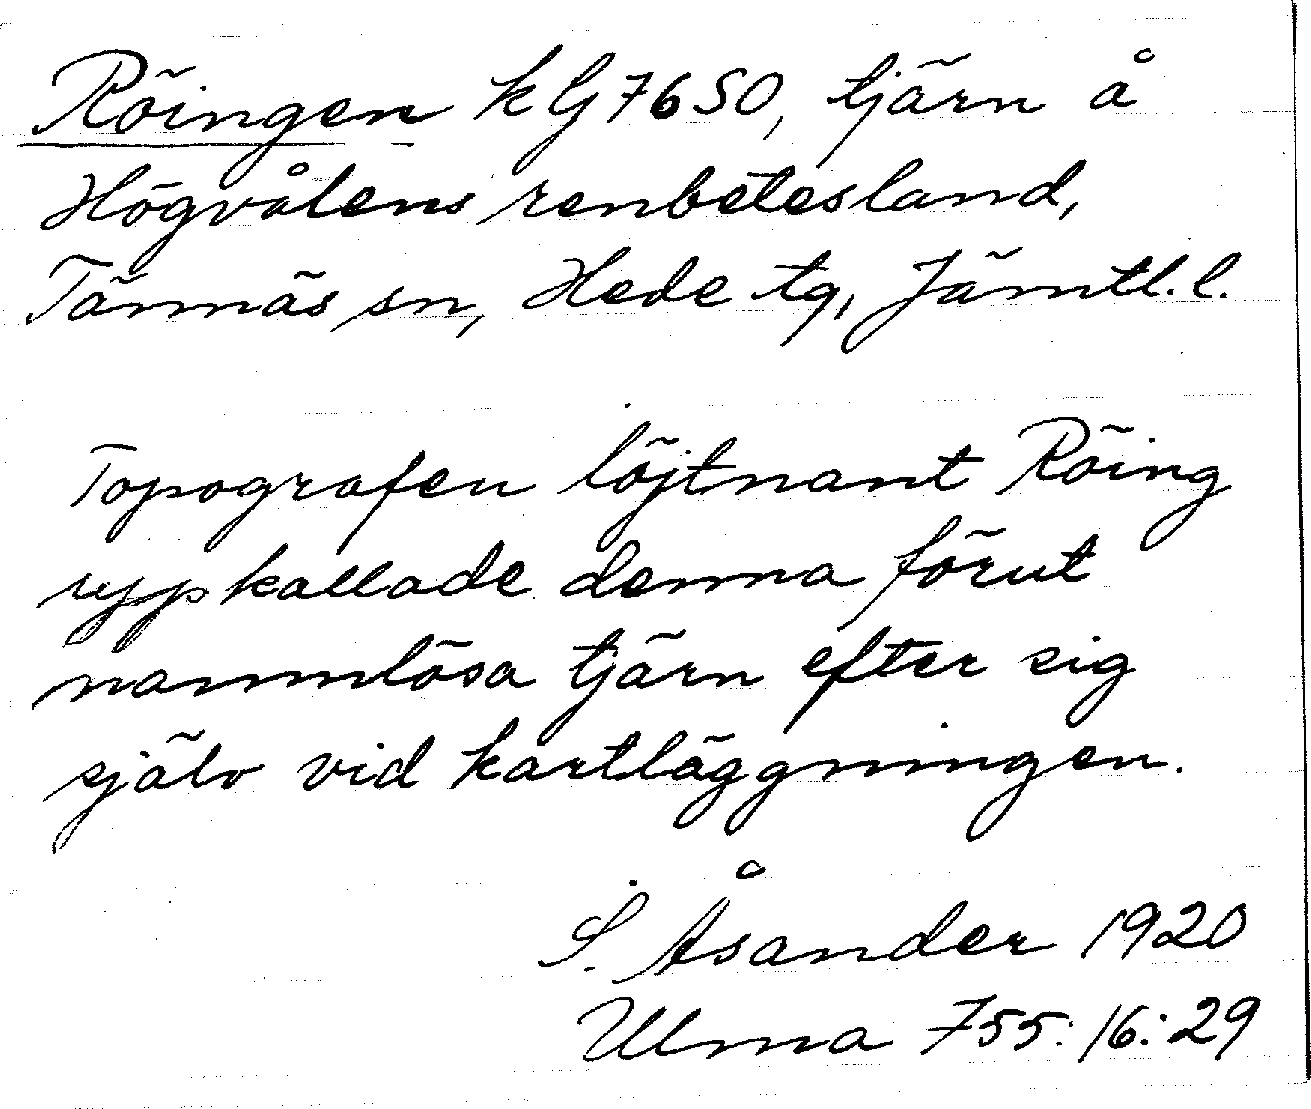 Röingen kG7650, tjärn å
Högvålens renbetesland,
Tännäs sn, Hede tg, Jämtl. l.
Topografen löjtnant Röing
uppkallade denna förut
namnlösa tjärn efter sig
själv vid kartläggningen.
S. Åsander 1920
Ulma 755: 16: 29